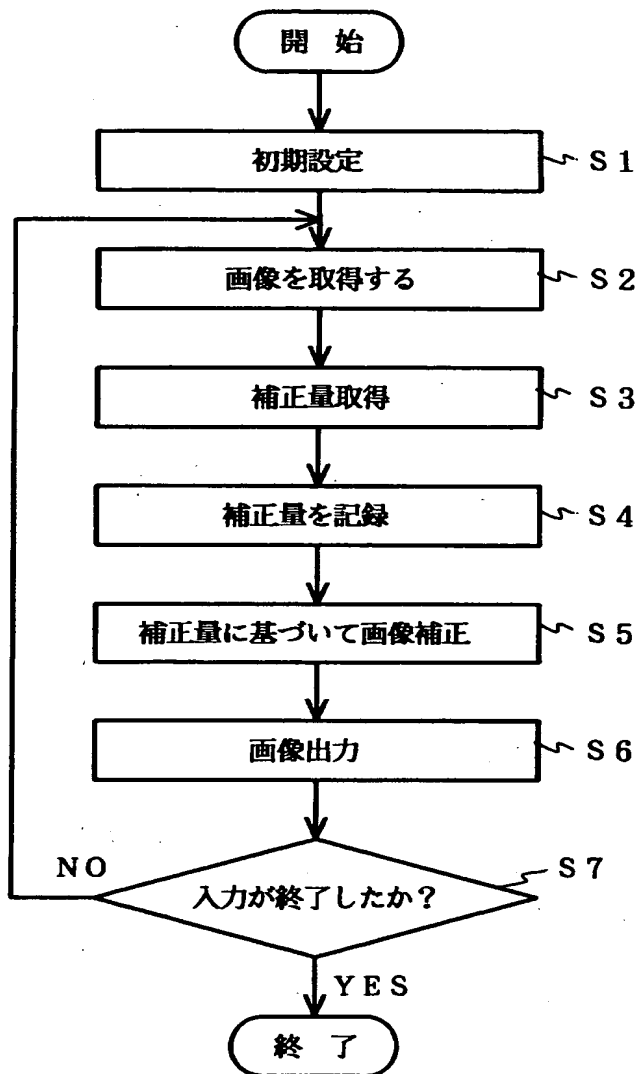 開 始
初期設定 S1
画像を取得する S2
補正量取得 S3
補正量を記録 S4
補正量に基づいて画像補正 S5
画像出力 S6
NO
S7
入力が終了したか?
YES
終 了